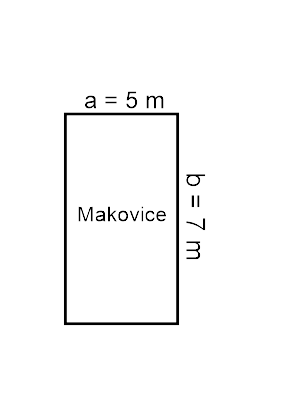 a = 5 m
Makovice
b = 7 m